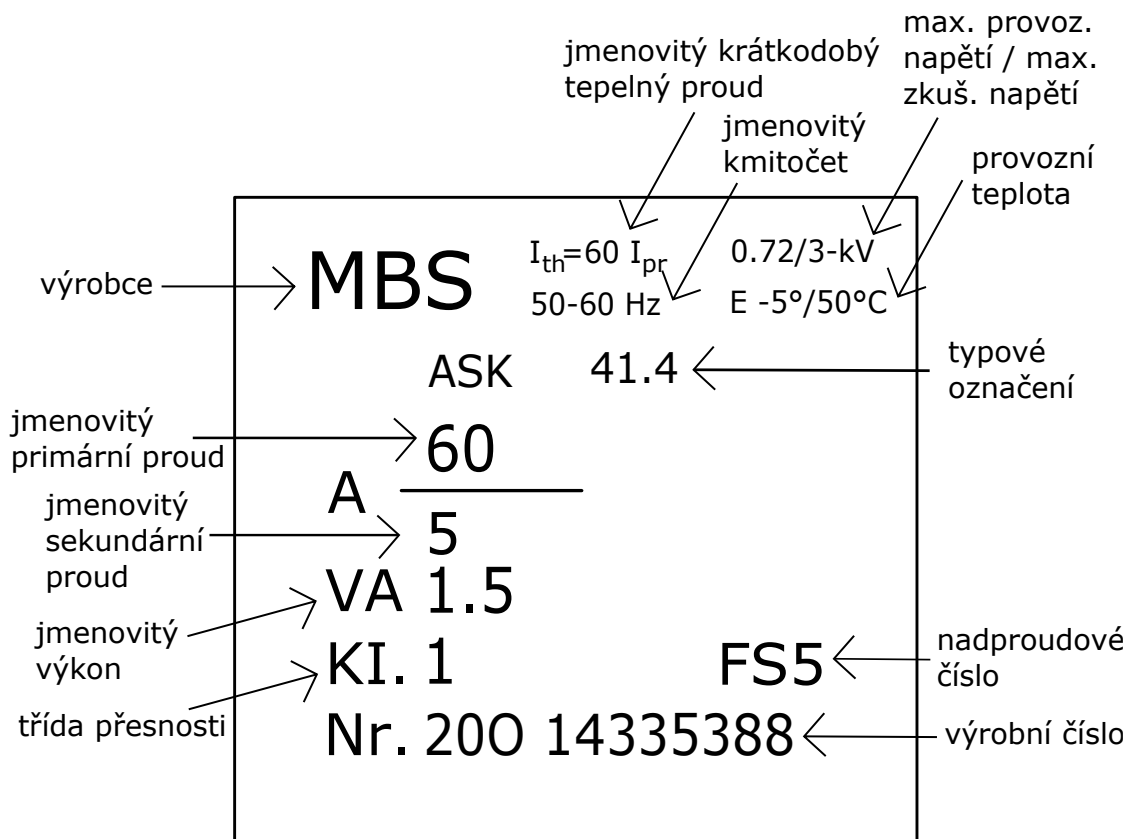 max. provoz.
napětí / max.
zkuš. napětí
jmenovitý krátkodobý
tepelný proud
jmenovitý
kmitočet
provozní
teplota
výrobce
MBS
Ith=60 Ipr
0.72/3-kV
50-60 Hz
E -5°/50°C
ASK 41.4
typové
označení
jmenovitý
primární proud
60
A
jmenovitý
sekundární
proud
5
VA 1.5
jmenovitý
výkon
KI. 1
FS5
nadproudové
číslo
třída přesnosti
Nr. 20O 14335388
výrobní číslo